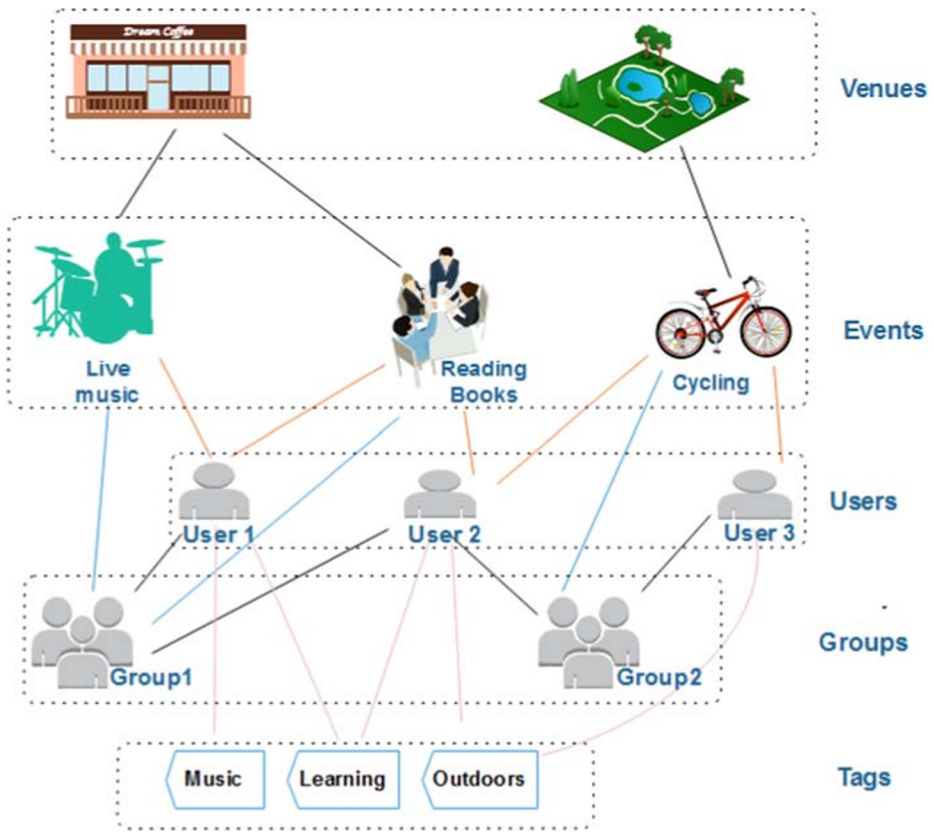 Dream Coffee
Venues
Events
Live
music
Reading
Books
Cycling
Users
User 1
User 2
User 3
Groups
Group1
Group2
Tags
Music
Learning
Outdoors